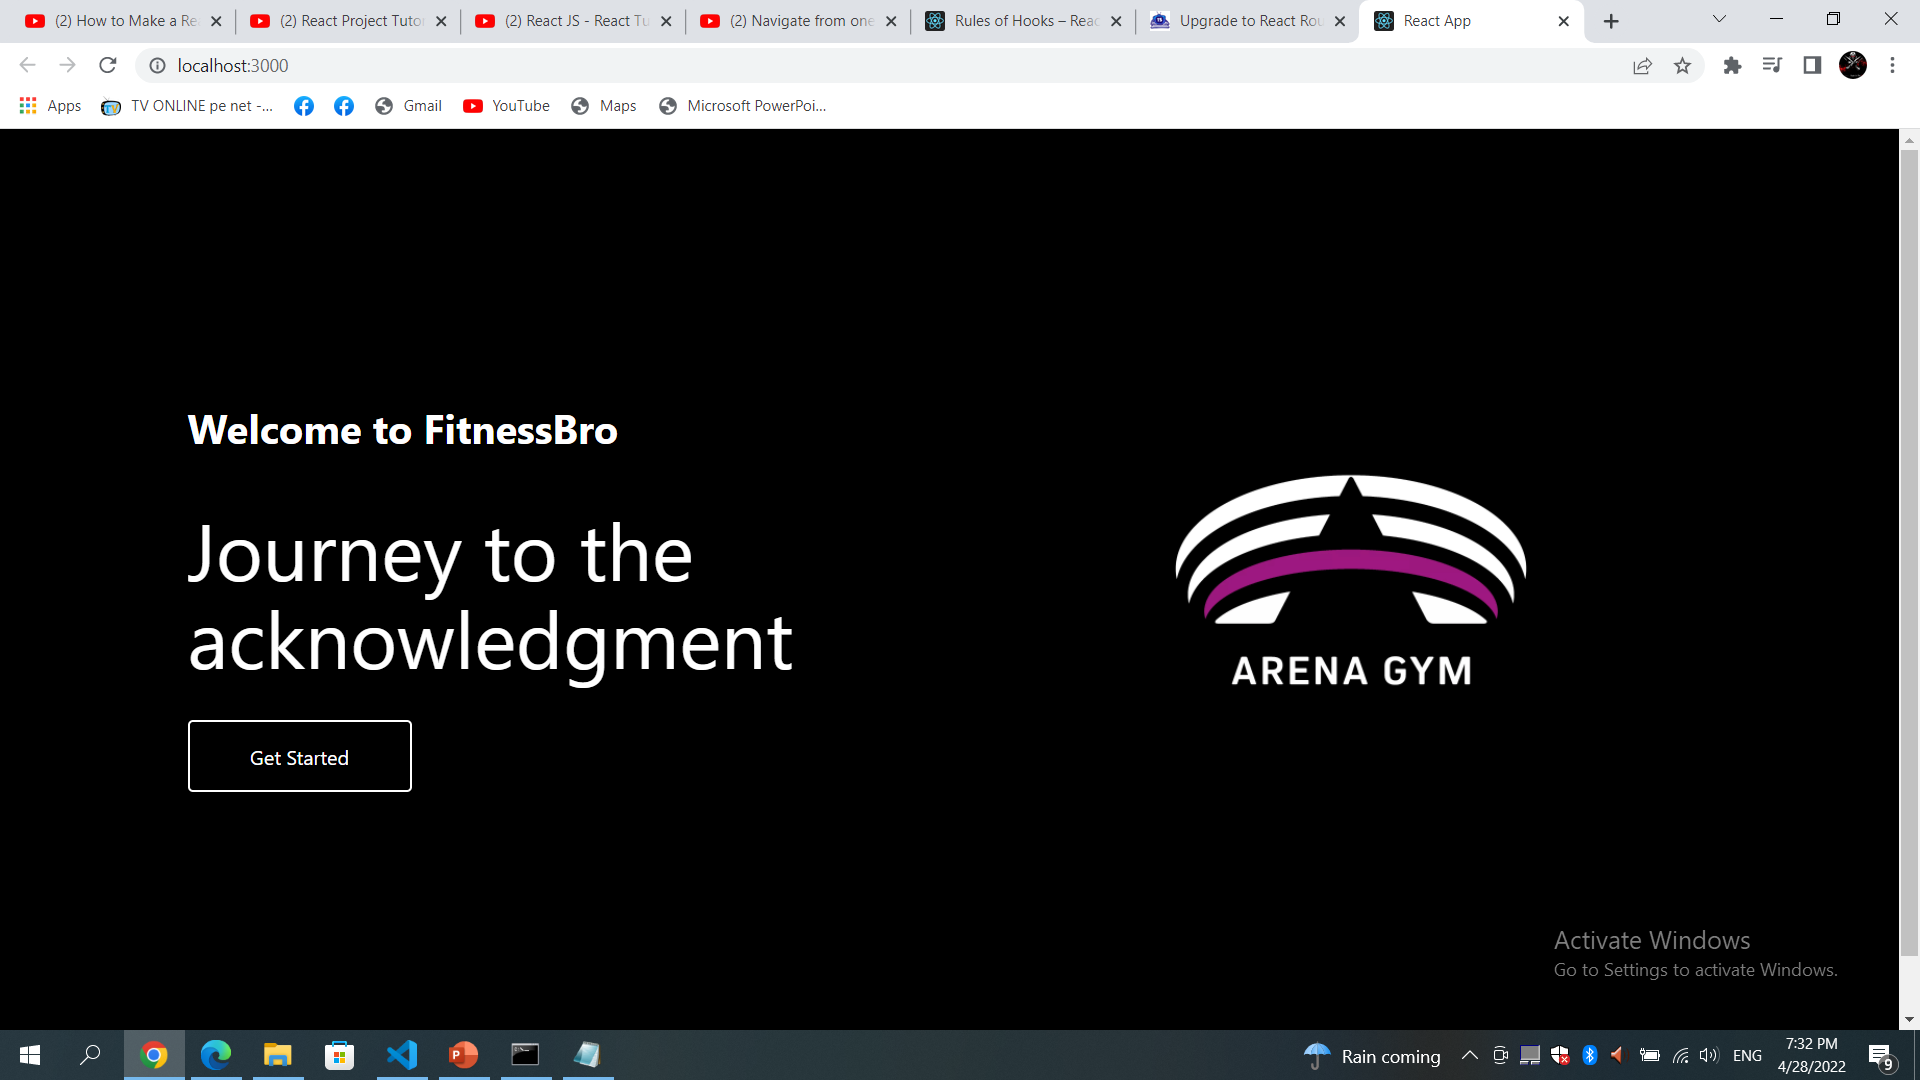 (2) How to Make a Re
(2) React Project Tutor
(2) React JS - React Tu
(2) Navigate from one
Rules of Hooks – Reac
Upgrade to React Rou
React App
localhost:3000
Apps
TV ONLINE pe net -...
Gmail
YouTube
Maps
Microsoft PowerPoi...
Welcome to FitnessBro
Journey to the
acknowledgment
Get Started
ARENA GYM
Activate Windows
Go to Settings to activate Windows.
Rain coming
ENG
7:32 PM
4/28/2022
9